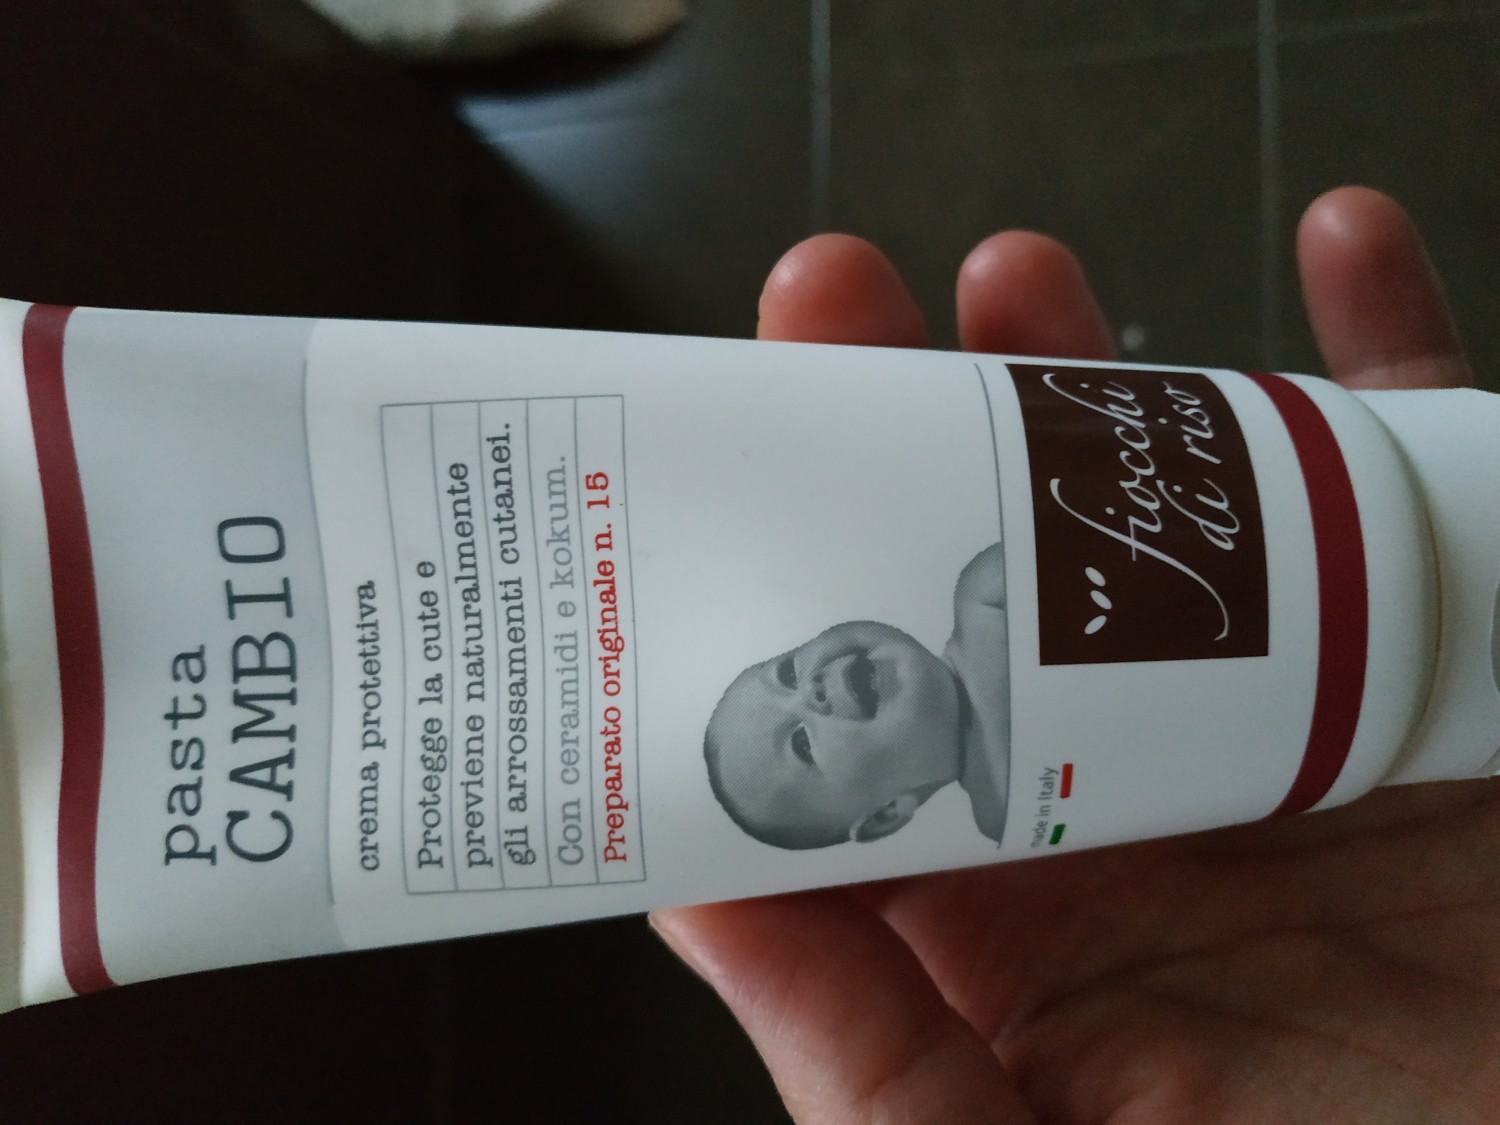 pasta
CAMBIO
crema protettiva
Protegge la cute e
previene naturalmente
gli arrossamenti cutanei.
Con ceramidi e kokum.
Preparato originale n. 15
made in Italy
fiocchi
di riso